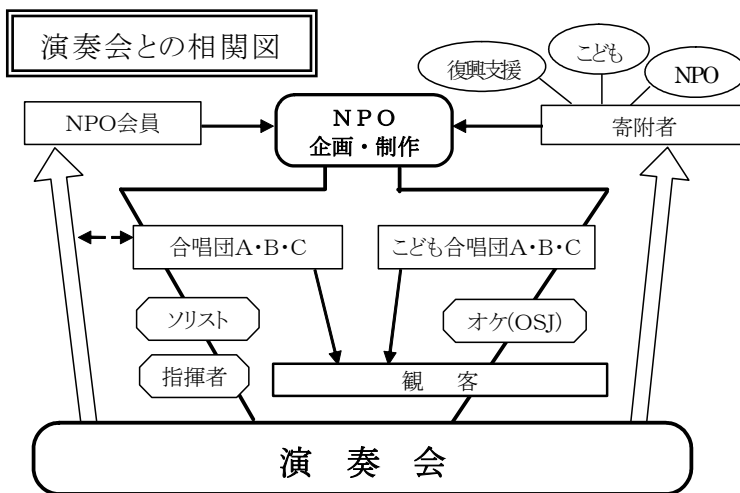 演奏会との相関図
復興支援
こども
NPO
NPO会員
NPO
企画・制作
寄附者
合唱団A・B・C
こども合唱団A・B・C
ソリスト
オケ(OSJ)
指揮者
観 客
演 奏 会